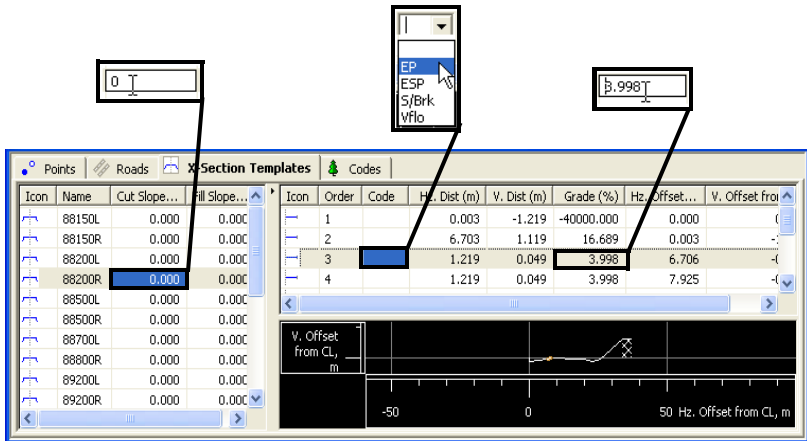 0
EP
ESP
S/Brk
Vflo
3.998
Points Roads X-Section Templates Codes
Icon Name Cut Slope... Fill Slope...
88150L 0.000 0.000
88150R 0.000 0.000
88200L 0.000 0.000
88200R 0.000 0.000
88500L 0.000 0.000
88500R 0.000 0.000
88700L 0.000 0.000
88800R 0.000 0.000
89200L 0.000 0.000
89200R 0.000 0.000
Icon Order Code Hz. Dist (m) V. Dist (m) Grade (%) Hz. Offset... V. Offset from
1 0.003 -1.219 -40000.000 0.000
2 6.703 1.119 16.689 0.003
3 1.219 0.049 3.998 6.706
4 1.219 0.049 3.998 7.925
V. Offset
from CL,
m
-50 0 50 Hz. Offset from CL, m